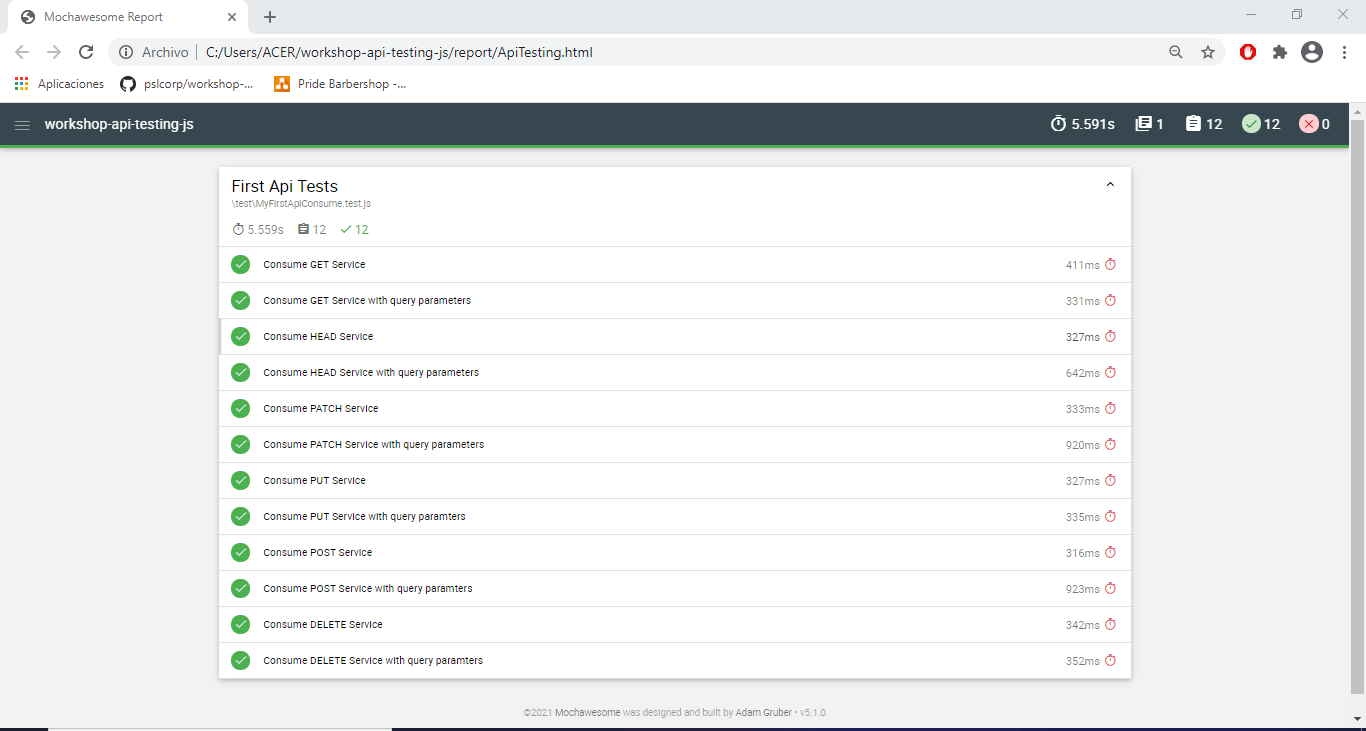 Mochawesome Report
Archivo C:/Users/ACER/workshop-api-testing-js/report/ApiTesting.html
Aplicaciones pslcorp/workshop-... Pride Barbershop -...
workshop-api-testing-js 5.591s 1 12 12 0
First Api Tests
\test\MyFirstApiConsume.test.js
5.559s 12 12
Consume GET Service 411ms
Consume GET Service with query parameters 331ms
Consume HEAD Service 327ms
Consume HEAD Service with query parameters 642ms
Consume PATCH Service 333ms
Consume PATCH Service with query parameters 920ms
Consume PUT Service 327ms
Consume PUT Service with query paramters 335ms
Consume POST Service 316ms
Consume POST Service with query paramters 923ms
Consume DELETE Service 342ms
Consume DELETE Service with query paramters 352ms
©2021 Mochawesome was designed and built by Adam Gruber • v5.1.0